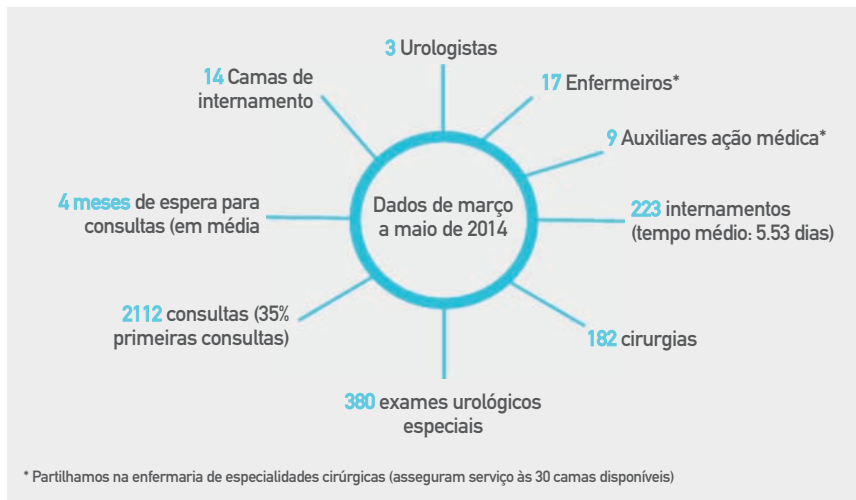 3 Urologistas
14 Camas de
internamento
17 Enfermeiros*
9 Auxiliares ação médica*
4 meses de espera para
consultas (em média
Dados de março
a maio de 2014
223 internamentos
(tempo médio: 5.53 dias)
2112 consultas (35%
primeiras consultas)
182 cirurgias
380 exames urológicos
especiais
* Partilhamos na enfermaria de especialidades cirúrgicas (asseguram serviço às 30 camas disponíveis)